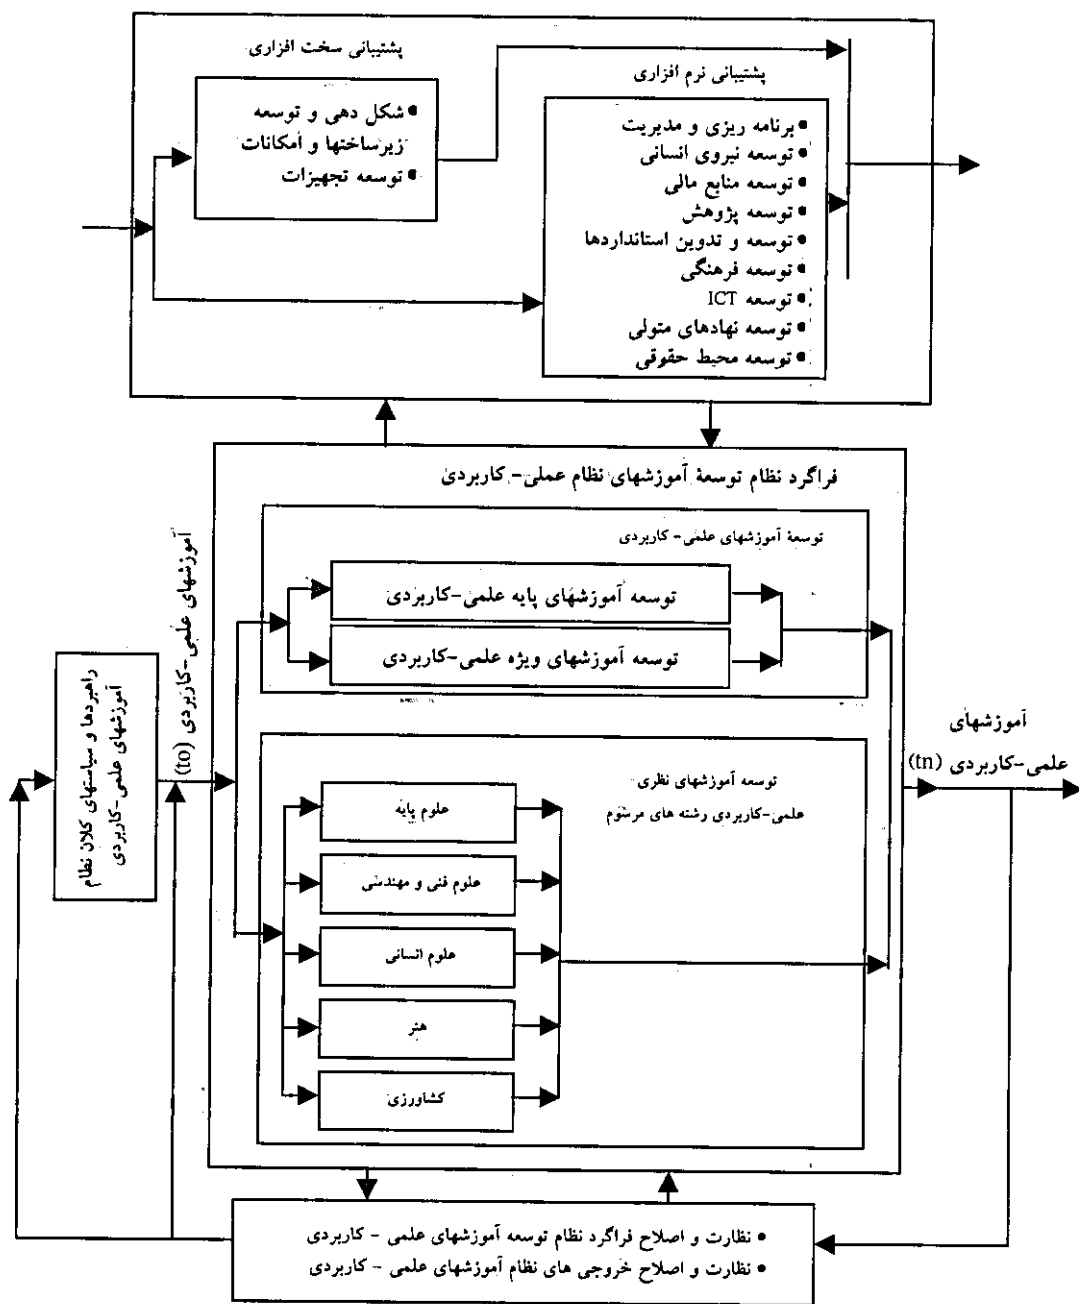 پشتیبانی سخت افزاری
● شکل دهی و توسعه
زیرساختها و امکانات
● توسعه تجهیزات
پشتیبانی نرم افزاری
● برنامه ریزی و مدیریت
● توسعه نیروی انسانی
● توسعه منابع مالی
● توسعه پژوهش
● توسعه و تدوین استانداردها
● توسعه فرهنگی
● توسعه ICT
● توسعه نهادهای متولی
● توسعه محیط حقوقی
فراگرد نظام توسعۀ آموزشهای نظام عملی- کاربردی
توسعۀ آموزشهای علمی- کاربردی
توسعه آموزشهای پایه علمی-کاربردی
توسعه آموزشهای ویژه علمی-کاربردی
آموزشهای علمی-کاربردی (to)
راهبردها و سیاستهای کلان نظام
آموزشهای علمی-کاربردی
توسعه آموزشهای نظری-
علمی-کاربردی رشته های مرسوم
علوم پایه
علوم فنی و مهندسی
علوم انسانی
هنر
کشاورزی
آموزشهای
علمی-کاربردی (tn)
● نظارت و اصلاح فراگرد نظام توسعه آموزشهای علمی - کاربردی
● نظارت و اصلاح خروجی های نظام آموزشهای علمی - کاربردی